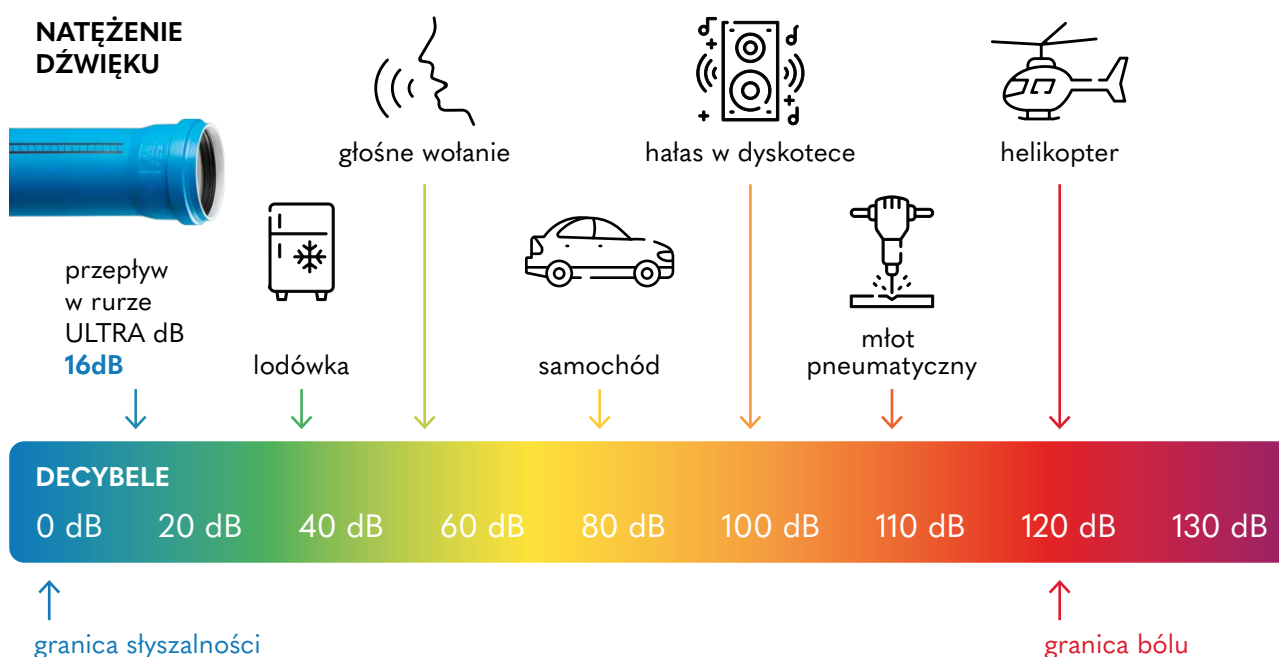 NATĘŻENIE
DŹWIĘKU
głośne wołanie
hałas w dyskotece
helikopter
przepływ
w rurze
ULTRA dB
16dB
lodówka
samochód
młot
pneumatyczny
DECYBELE
0 dB 20 dB 40 dB 60 dB 80 dB 100 dB 110 dB 120 dB 130 dB
granica słyszalności
granica bólu